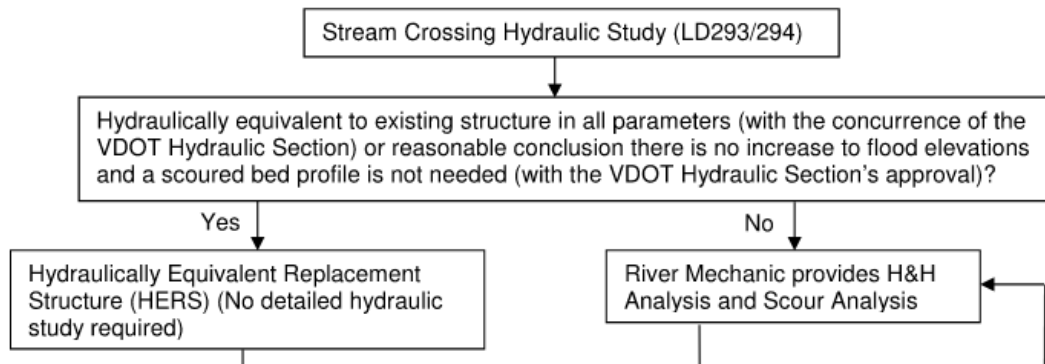 Stream Crossing Hydraulic Study (LD293/294)
Hydraulically equivalent to existing structure in all parameters (with the concurrence of the
VDOT Hydraulic Section) or reasonable conclusion there is no increase to flood elevations
and a scoured bed profile is not needed (with the VDOT Hydraulic Section's approval)?
Yes
No
Hydraulically Equivalent Replacement
Structure (HERS) (No detailed hydraulic
study required)
River Mechanic provides H&H
Analysis and Scour Analysis